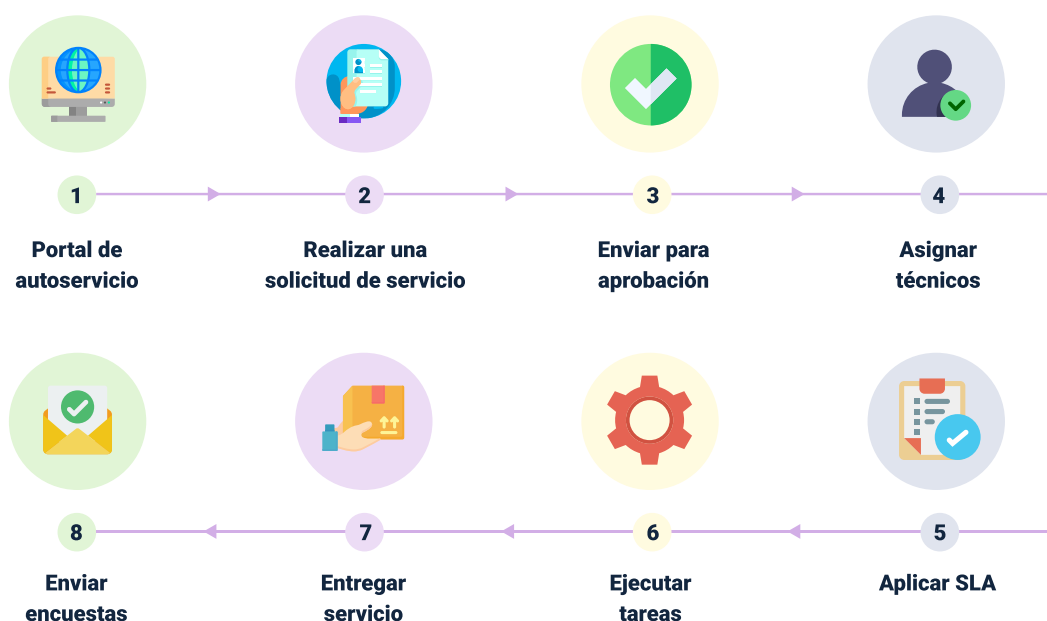 1
2
3
4
Portal de
autoservicio
Realizar una
solicitud de servicio
Enviar para
aprobación
Asignar
técnicos
8
7
6
5
Enviar
encuestas
Entregar
servicio
Ejecutar
tareas
Aplicar SLA